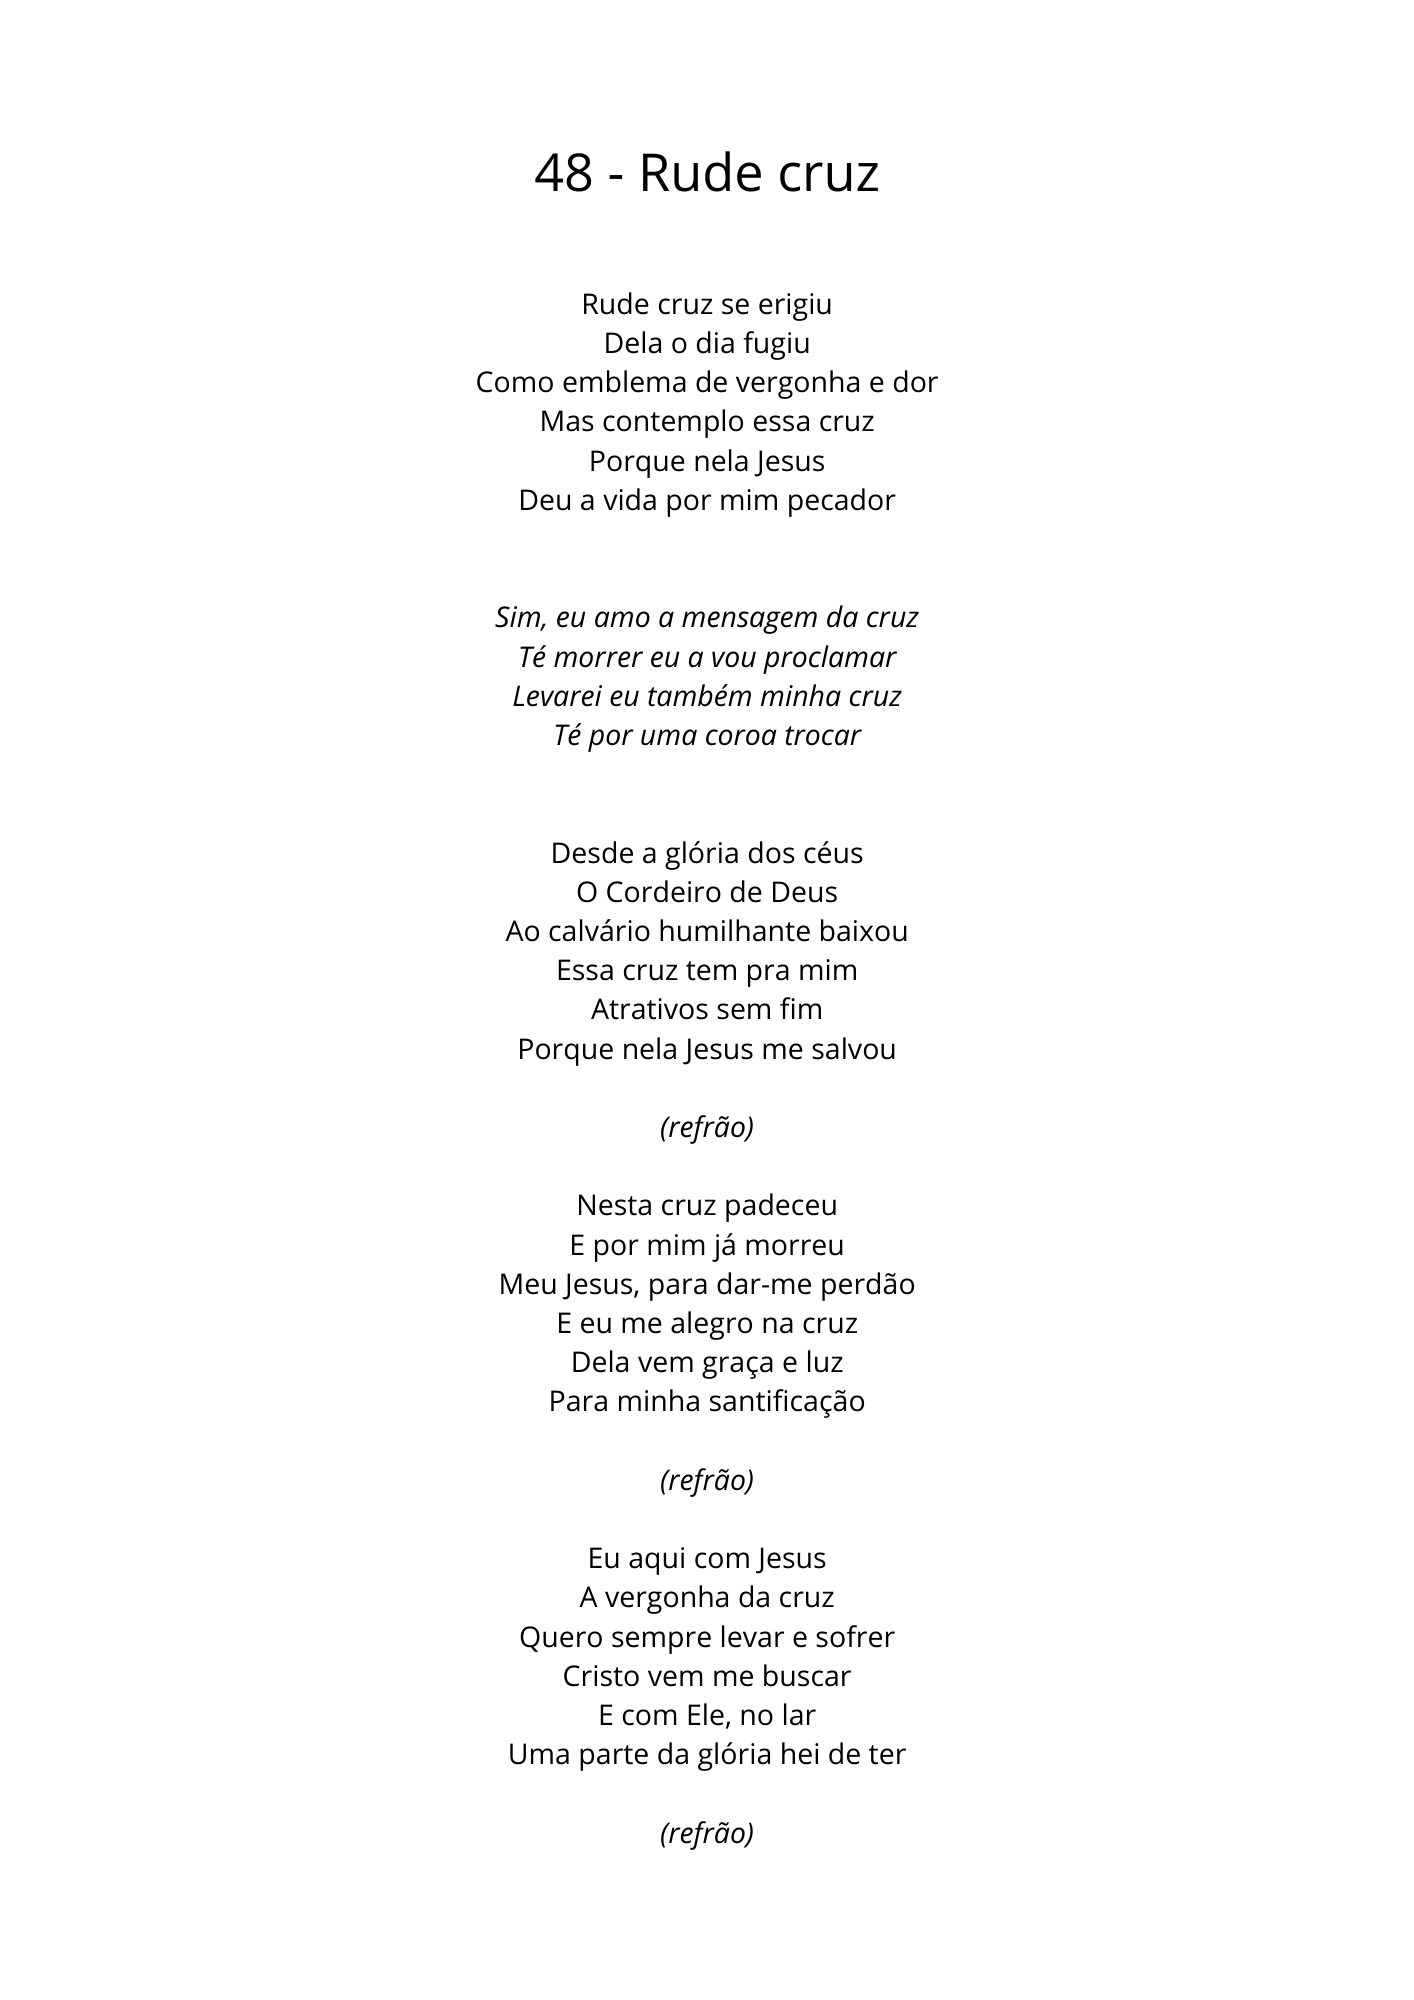 48 - Rude cruz
Rude cruz se erigiu
Dela o dia fugiu
Como emblema de vergonha e dor
Mas contemplo essa cruz
Porque nela Jesus
Deu a vida por mim pecador
Sim, eu amo a mensagem da cruz
Té morrer eu a vou proclamar
Levarei eu também minha cruz
Té por uma coroa trocar
Desde a glória dos céus
O Cordeiro de Deus
Ao calvário humilhante baixou
Essa cruz tem pra mim
Atrativos sem fim
Porque nela Jesus me salvou
(refrão)
Nesta cruz padeceu
E por mim já morreu
Meu Jesus, para dar-me perdão
E eu me alegro na cruz
Dela vem graça e luz
Para minha santificação
(refrão)
Eu aqui com Jesus
A vergonha da cruz
Quero sempre levar e sofrer
Cristo vem me buscar
E com Ele, no lar
Uma parte da glória hei de ter
(refrão)